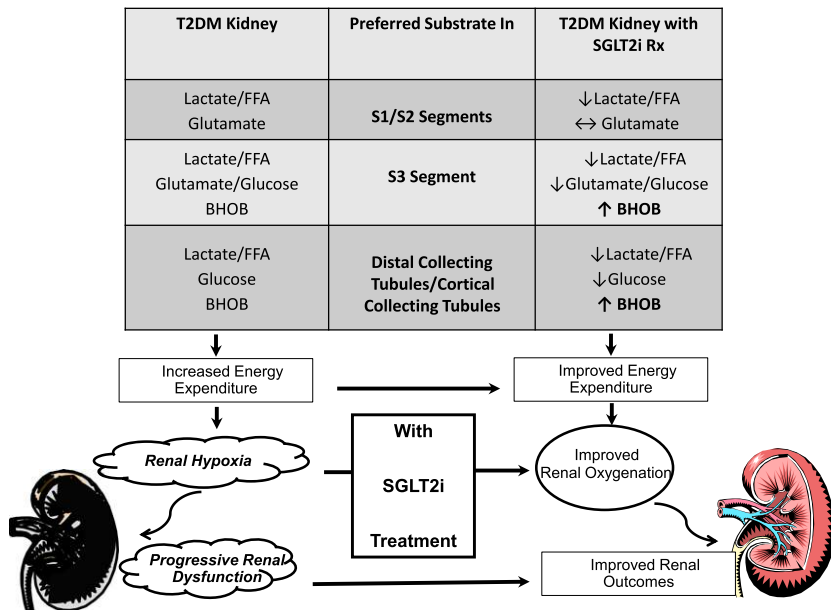 T2DM Kidney
Preferred Substrate In
T2DM Kidney with
SGLT2i Rx
Lactate/FFA
Glutamate
S1/S2 Segments
↓Lactate/FFA
↔ Glutamate
Lactate/FFA
Glutamate/Glucose
BHOB
S3 Segment
↓Lactate/FFA
↓Glutamate/Glucose
↑ BHOB
Lactate/FFA
Glucose
BHOB
Distal Collecting
Tubules/Cortical
Collecting Tubules
↓Lactate/FFA
↓Glucose
↑ BHOB
Increased Energy
Expenditure
Improved Energy
Expenditure
Renal Hypoxia
With
SGLT2i
Treatment
Improved
Renal Oxygenation
Progressive Renal
Dysfunction
Improved Renal
Outcomes